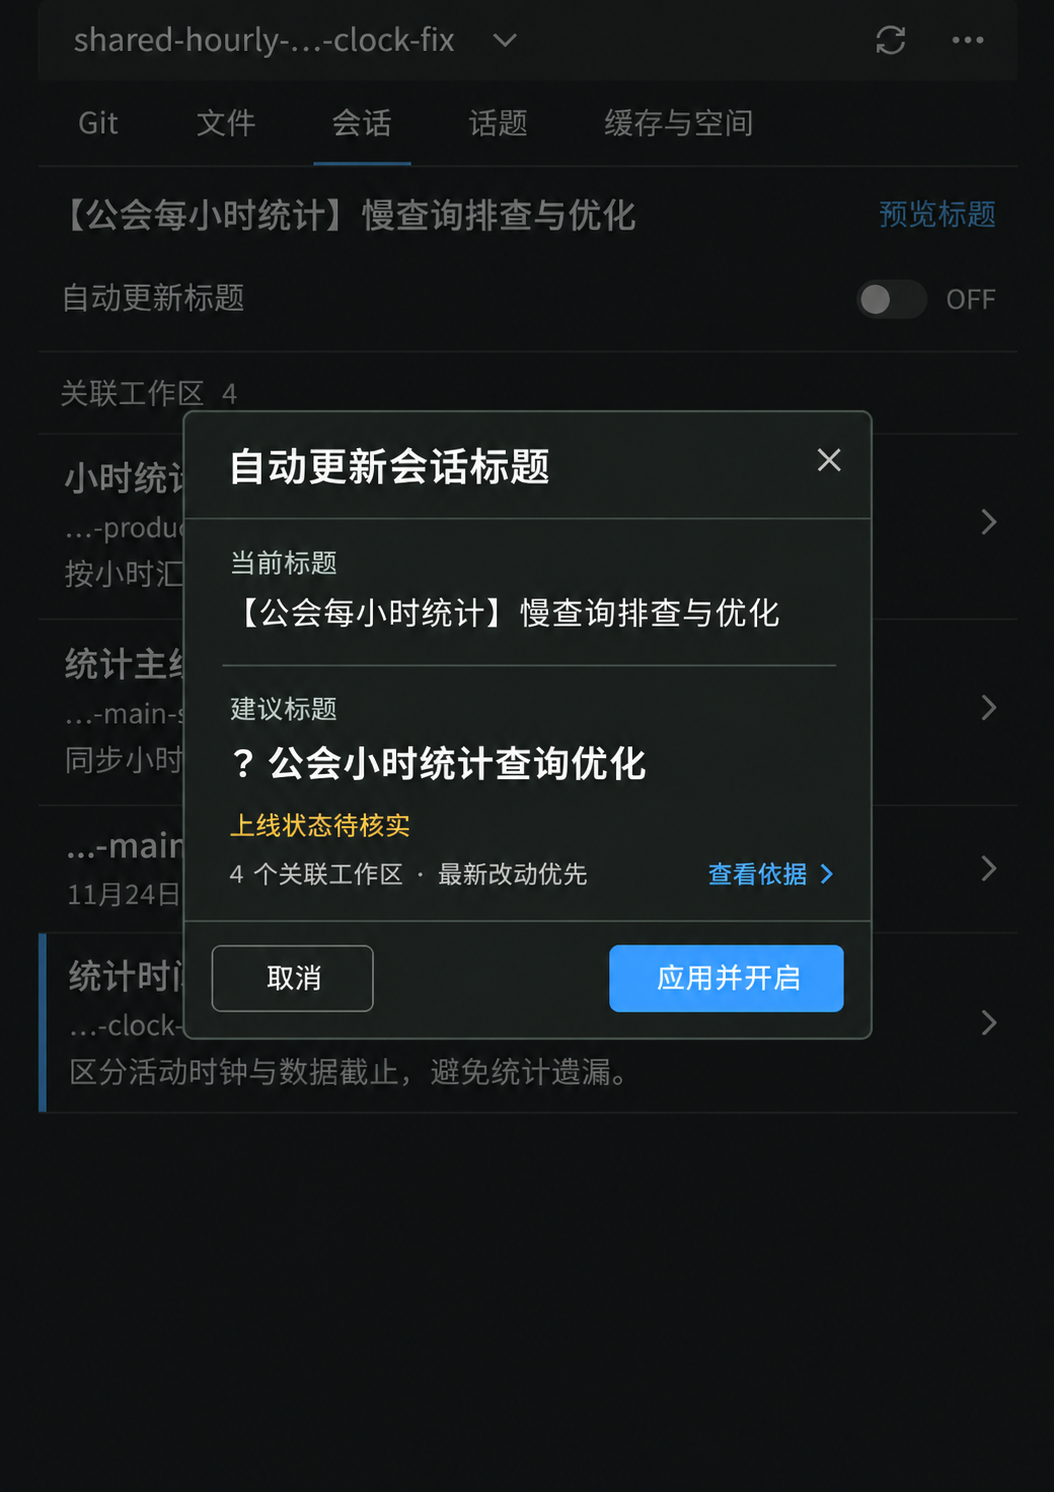 shared-hourly-...-clock-fix
Git 文件 会话 话题 缓存与空间
【公会每小时统计】慢查询排查与优化 预览标题
自动更新标题 OFF
关联工作区 4
小时统计
...-produc
按小时汇
统计主线
...-main-s
同步小时
...-main
11月24日
统计时间
...-clock-
区分活动时钟与数据截止，避免统计遗漏。
自动更新会话标题
当前标题
【公会每小时统计】慢查询排查与优化
建议标题
? 公会小时统计查询优化
上线状态待核实
4 个关联工作区 · 最新改动优先 查看依据
取消 应用并开启